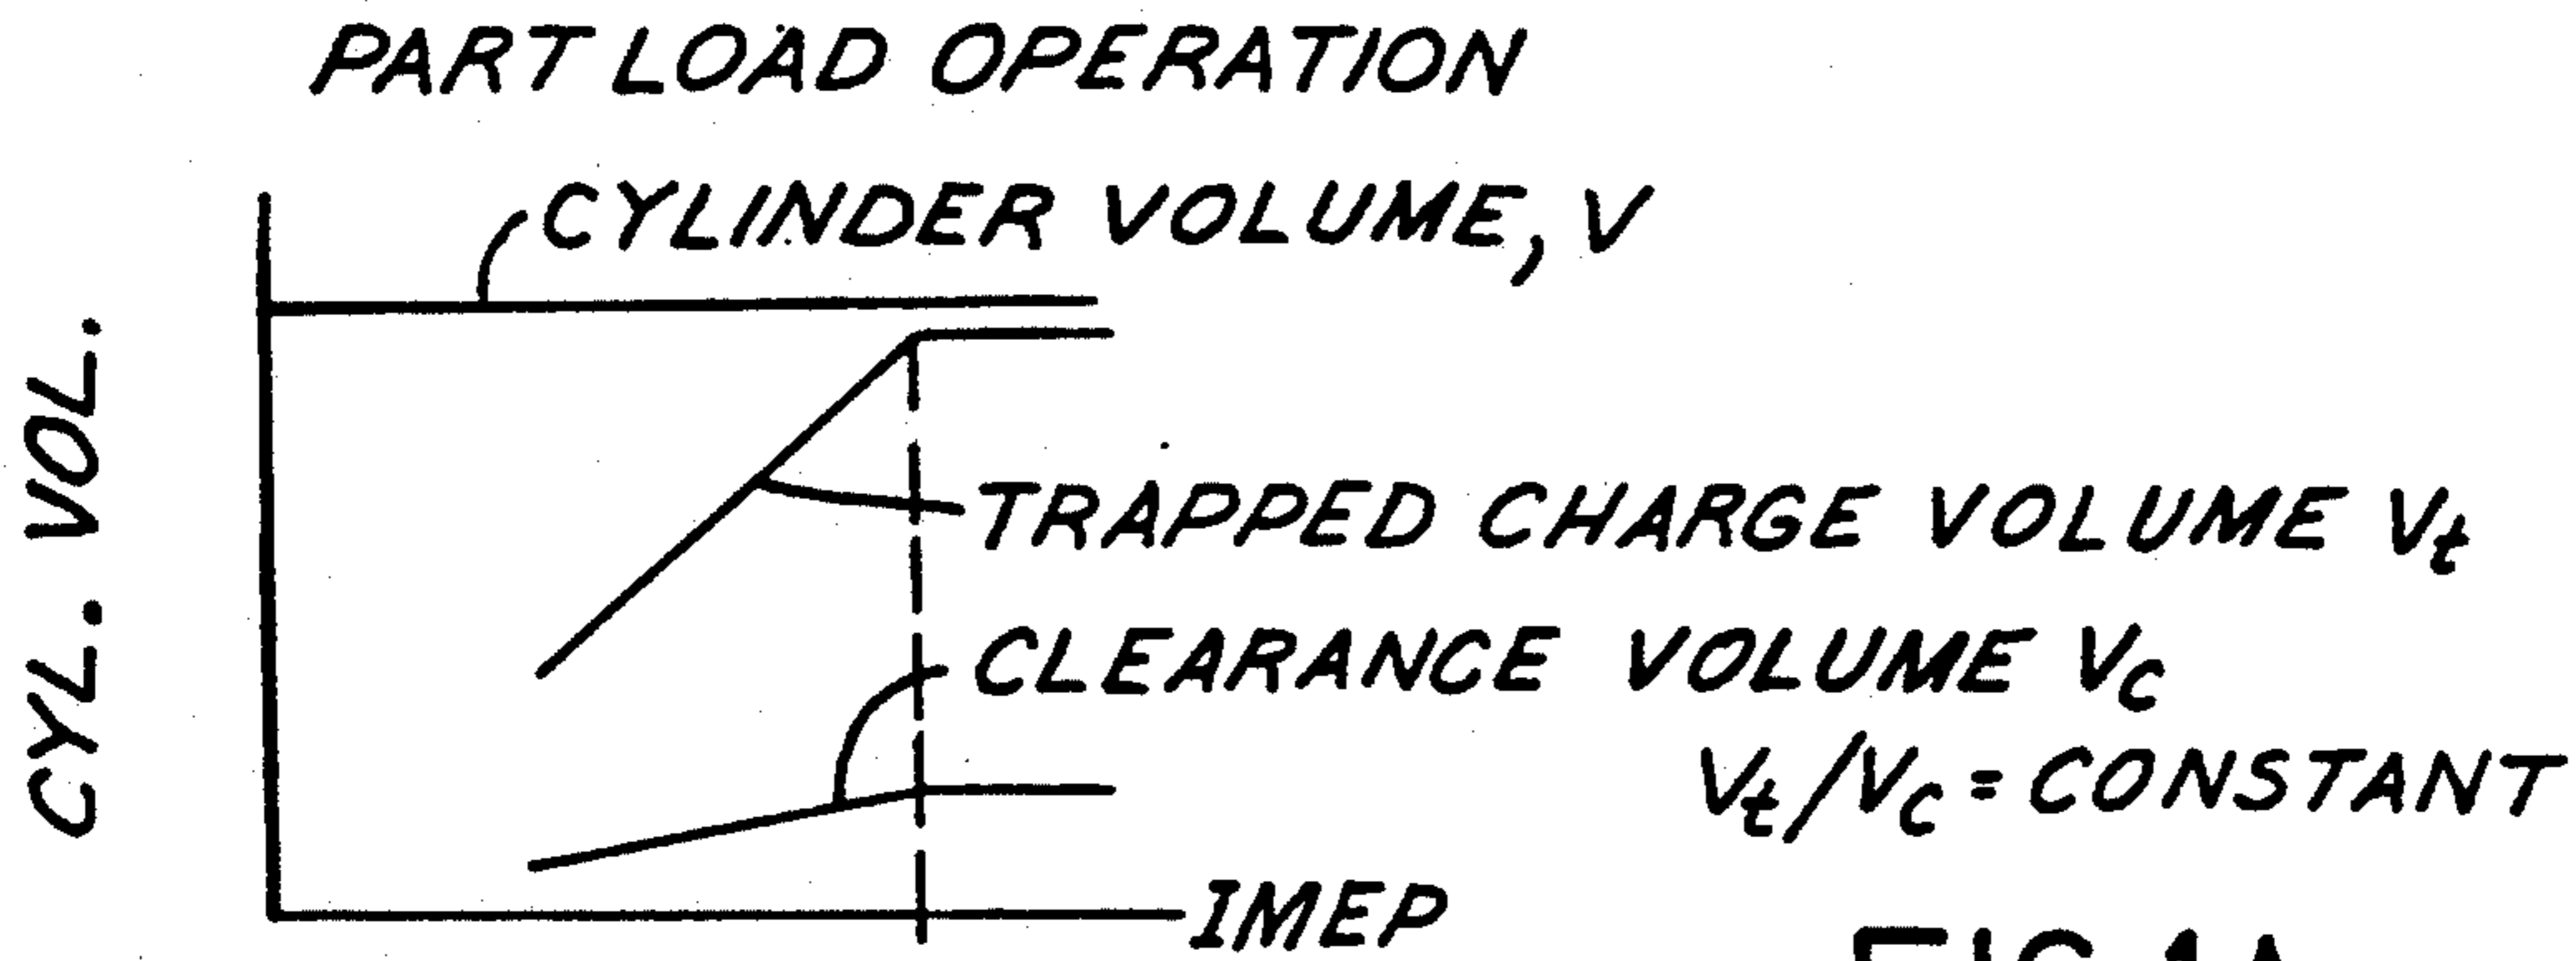 PART LOAD OPERATION
CYLINDER VOLUME, V
CYL. VOL.
TRAPPED CHARGE VOLUME Vt
CLEARANCE VOLUME Vc
Vt/Vc = CONSTANT
IMEP